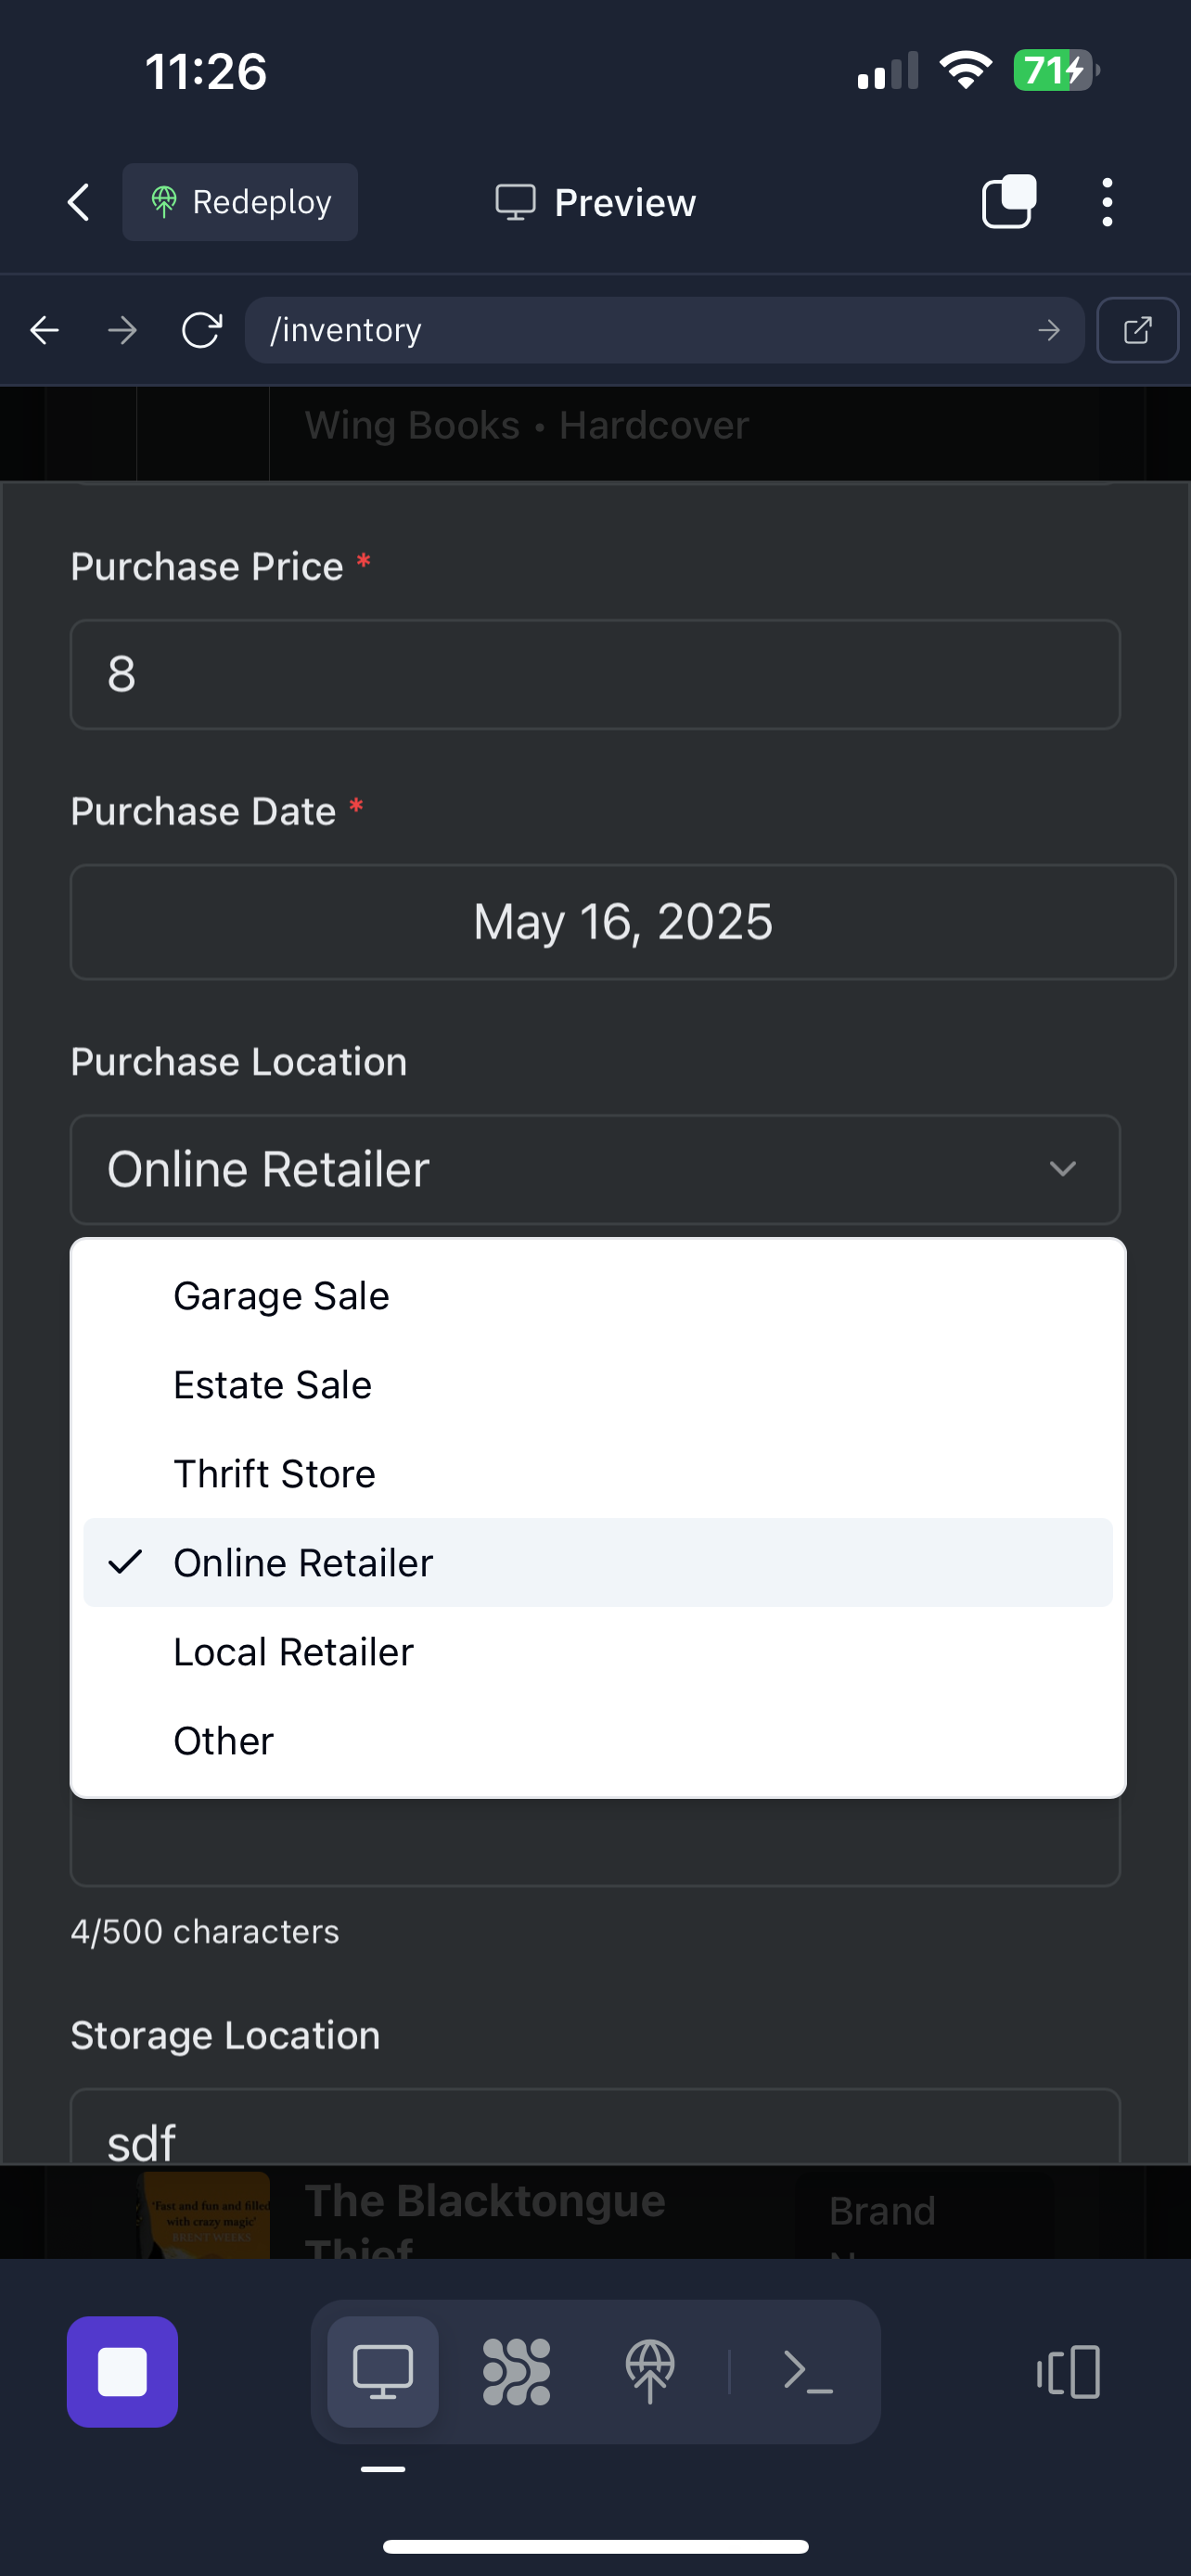 11:26
71
Redeploy
Preview
/inventory
Wing Books • Hardcover
Purchase Price *
8
Purchase Date *
May 16, 2025
Purchase Location
Online Retailer
Garage Sale
Estate Sale
Thrift Store
Online Retailer
Local Retailer
Other
4/500 characters
Storage Location
sdf
'Fast and fun and filled
with crazy magic'
BRENT WEEKS
The Blacktongue
Thief
Brand